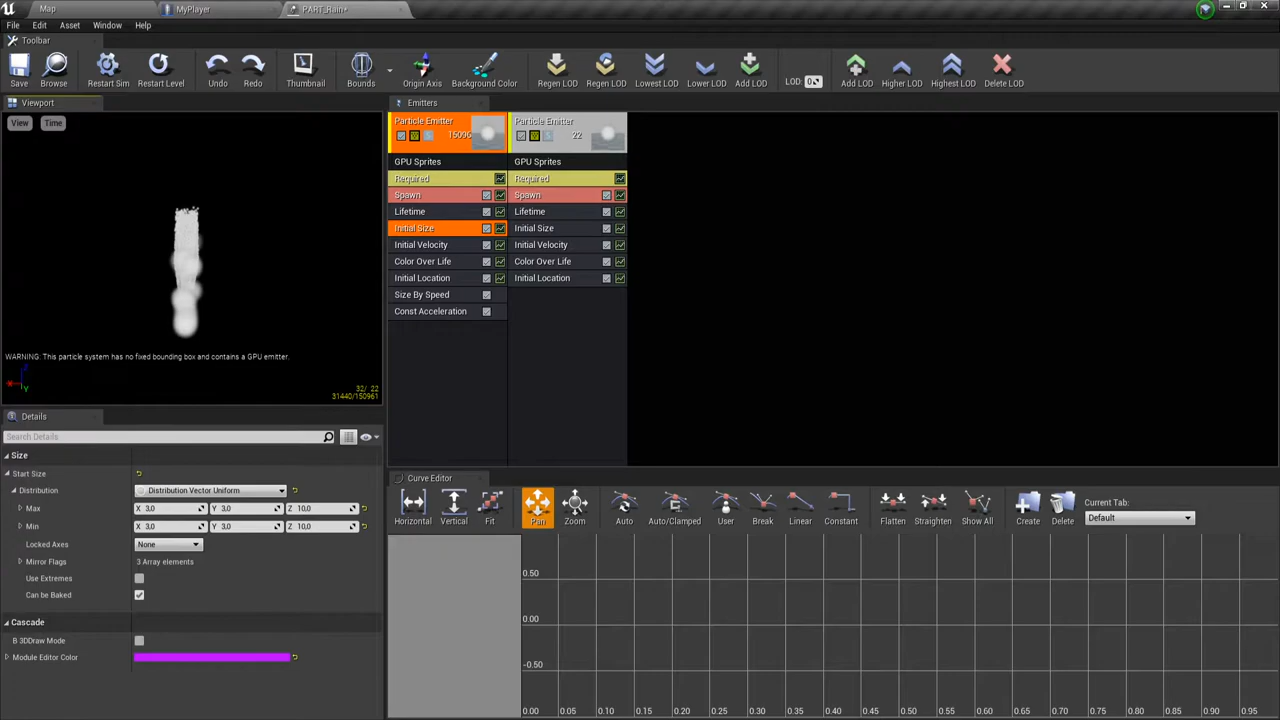 Map
MyPlayer
PART_Rain*
File Edit Asset Window Help
Toolbar
Save Browse Restart Sim Restart Level Undo Redo Thumbnail Bounds Origin Axis Background Color Regen LOD Regen LOD Lowest LOD Lower LOD Add LOD LOD: 0 Add LOD Higher LOD Highest LOD Delete LOD
Viewport
View Time
WARNING: This particle system has no fixed bounding box and contains a GPU emitter.
Z
X
Y
32/ 22
31440/150961
Emitters
Particle Emitter Particle Emitter
15096 22
GPU Sprites GPU Sprites
Required Required
Spawn Spawn
Lifetime Lifetime
Initial Size Initial Size
Initial Velocity Initial Velocity
Color Over Life Color Over Life
Initial Location Initial Location
Size By Speed
Const Acceleration
Details
Search Details
Size
Start Size
Distribution Distribution Vector Uniform
Max X 3,0 Y 3,0 Z 10,0
Min X 3,0 Y 3,0 Z 10,0
Locked Axes None
Mirror Flags 3 Array elements
Use Extremes
Can be Baked
Cascade
B 3DDraw Mode
Module Editor Color
Curve Editor
Horizontal Vertical Fit Pan Zoom Auto Auto/Clamped User Break Linear Constant Flatten Straighten Show All Create Delete
Current Tab:
Default
0.50
0.00
-0.50
0.00 0.05 0.10 0.15 0.20 0.25 0.30 0.35 0.40 0.45 0.50 0.55 0.60 0.65 0.70 0.75 0.80 0.85 0.90 0.95